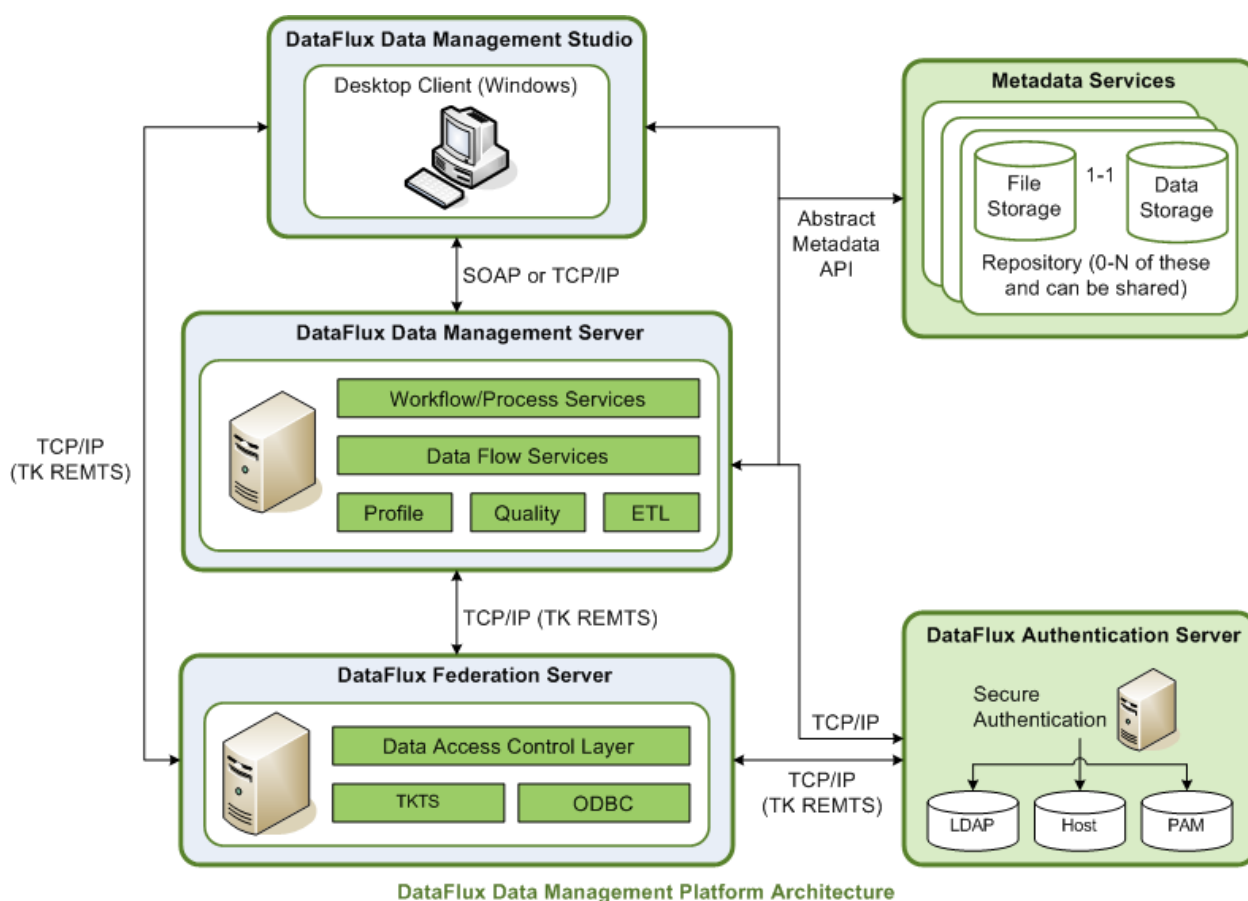 DataFlux Data Management Studio
Desktop Client (Windows)
Metadata Services
File
Storage
1-1
Data
Storage
Repository (0-N of these
and can be shared)
Abstract
Metadata
API
SOAP or TCP/IP
DataFlux Data Management Server
Workflow/Process Services
Data Flow Services
Profile
Quality
ETL
TCP/IP
(TK REMTS)
TCP/IP (TK REMTS)
DataFlux Federation Server
Data Access Control Layer
TKTS
ODBC
TCP/IP
TCP/IP
(TK REMTS)
DataFlux Authentication Server
Secure
Authentication
LDAP
Host
PAM
DataFlux Data Management Platform Architecture